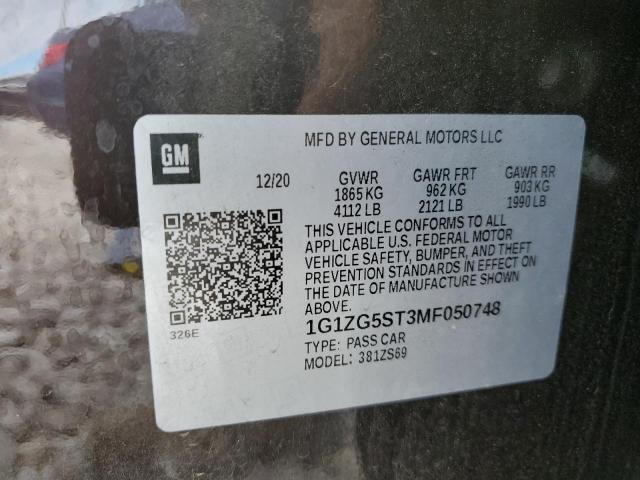 GM
MFD BY GENERAL MOTORS LLC
12/20 GVWR GAWR FRT GAWR RR
1865 KG 962 KG 903 KG
4112 LB 2121 LB 1990 LB
THIS VEHICLE CONFORMS TO ALL
APPLICABLE U.S. FEDERAL MOTOR
VEHICLE SAFETY, BUMPER, AND THEFT
PREVENTION STANDARDS IN EFFECT ON
THE DATE OF MANUFACTURE SHOWN
ABOVE.
326E
1G1ZG5ST3MF050748
TYPE: PASS CAR
MODEL: 381ZS69